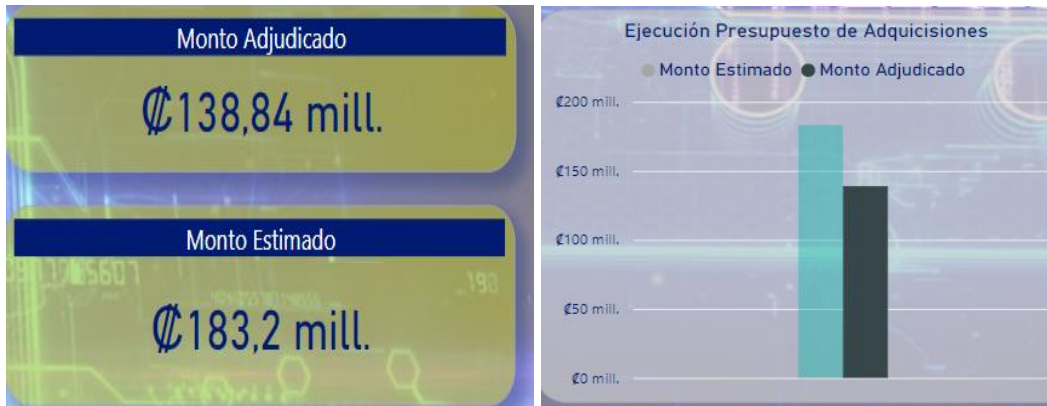 Monto Adjudicado
₡138,84 mill.
Monto Estimado
₡183,2 mill.
Ejecución Presupuesto de Adquicisiones
Monto Estimado Monto Adjudicado
₡200 mill.
₡150 mill.
₡100 mill.
₡50 mill.
₡0 mill.